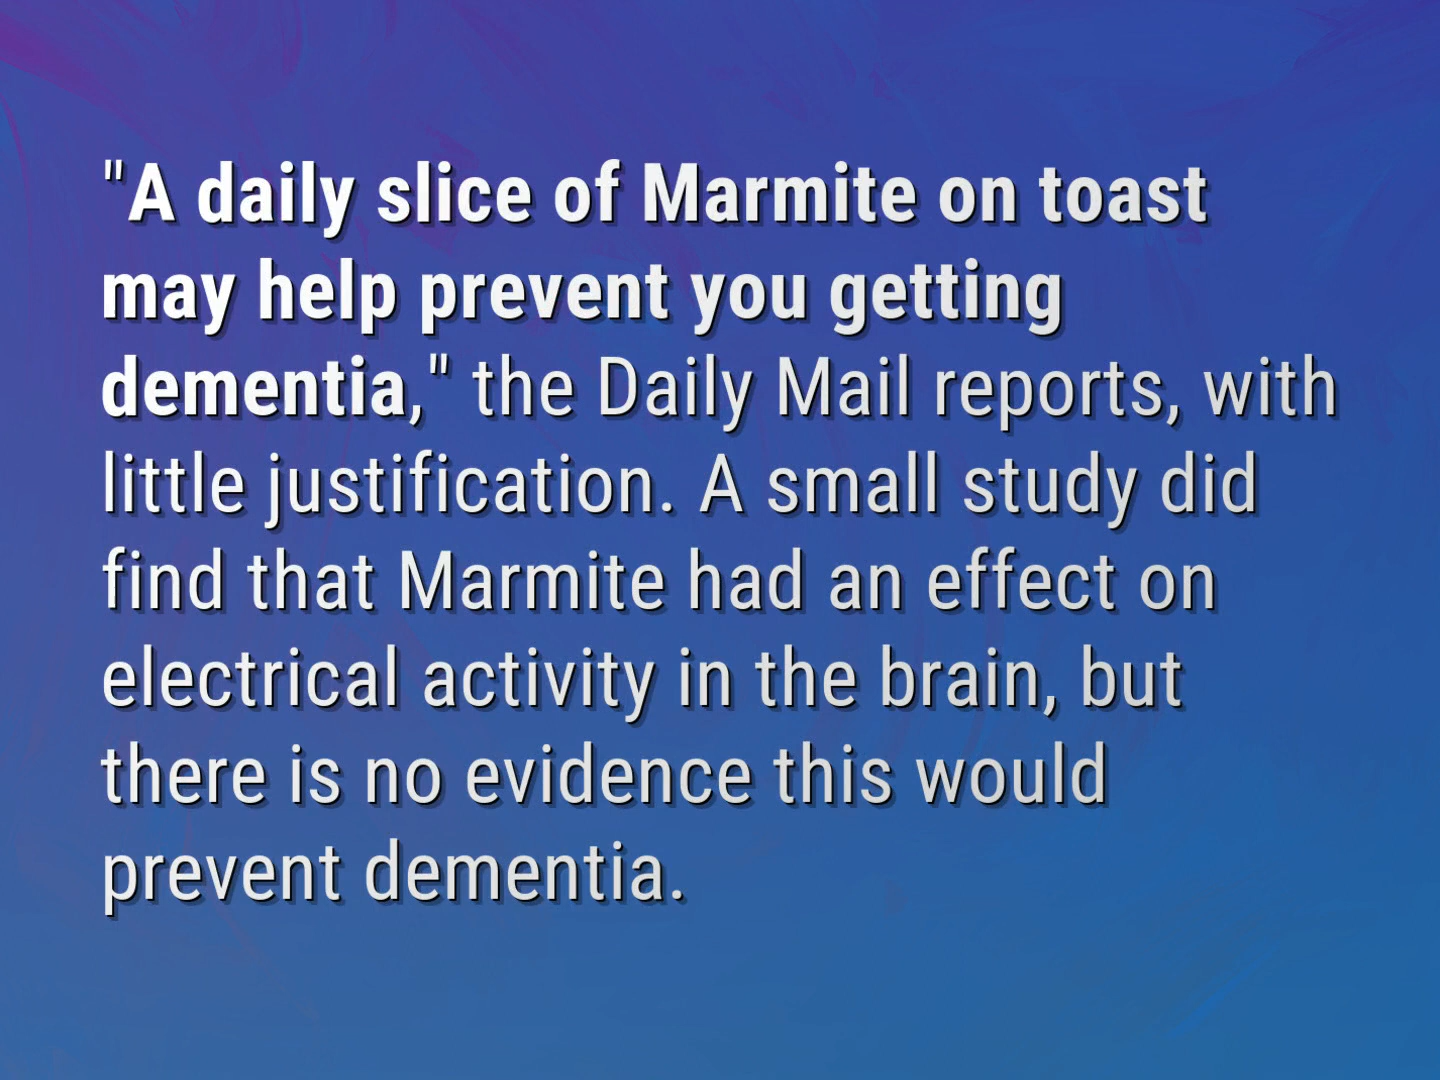 "A daily slice of Marmite on toast
may help prevent you getting
dementia," the Daily Mail reports, with
little justification. A small study did
find that Marmite had an effect on
electrical activity in the brain, but
there is no evidence this would
prevent dementia.